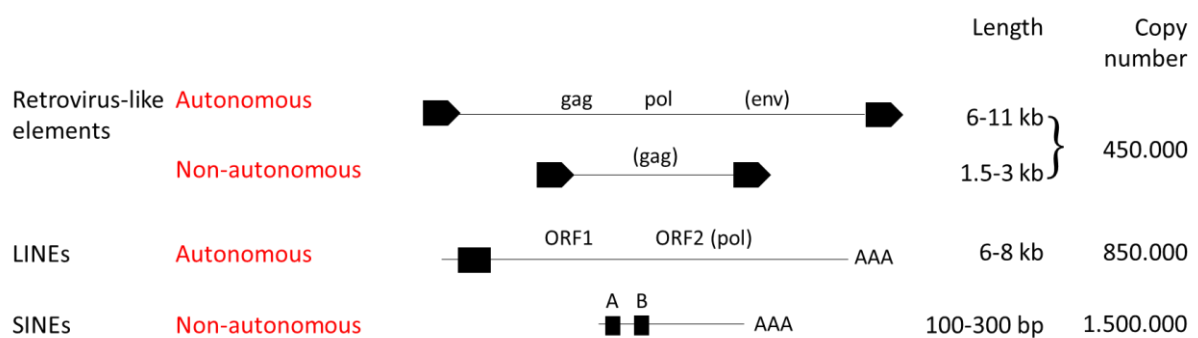 Length Copy
number
Retrovirus-like Autonomous gag pol (env) 6-11 kb
elements
450.000
Non-autonomous (gag) 1.5-3 kb
LINEs Autonomous ORF1 ORF2 (pol) AAA 6-8 kb 850.000
A B
SINEs Non-autonomous AAA 100-300 bp 1.500.000